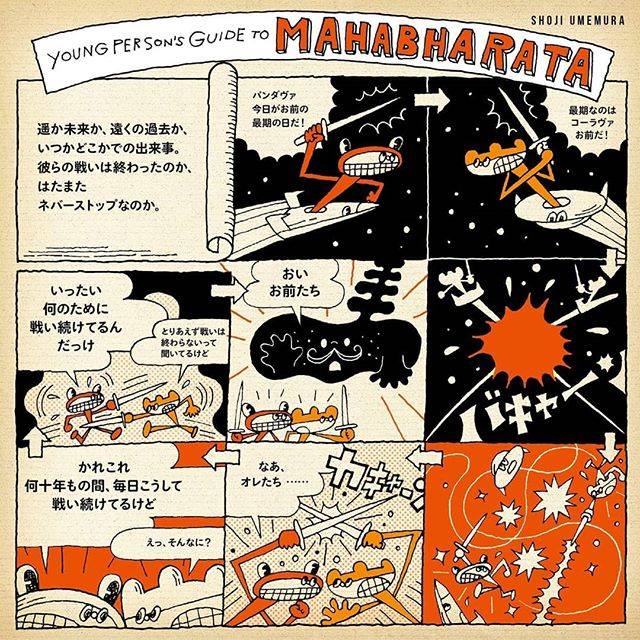 SHOJI UMEMURA
YOUNG PERSON'S GUIDE TO MAHABHARATA
遥か未来か、遠くの過去か、
いつかどこかでの出来事。
彼らの戦いは終わったのか、
はたまた
ネバーストップなのか。
パンダヴァ
今日がお前の
最期の日だ!
最期なのは
コーラヴァ
お前だ!
バキャーン
カキャーン
なあ、
オレたち ……
かれこれ
何十年もの間、毎日こうして
戦い続けてるけど
えっ、そんなに?
いったい
何のために
戦い続けてるん
だっけ
とりあえず戦いは
終わらないって
聞いてるけど
おい
お前たち